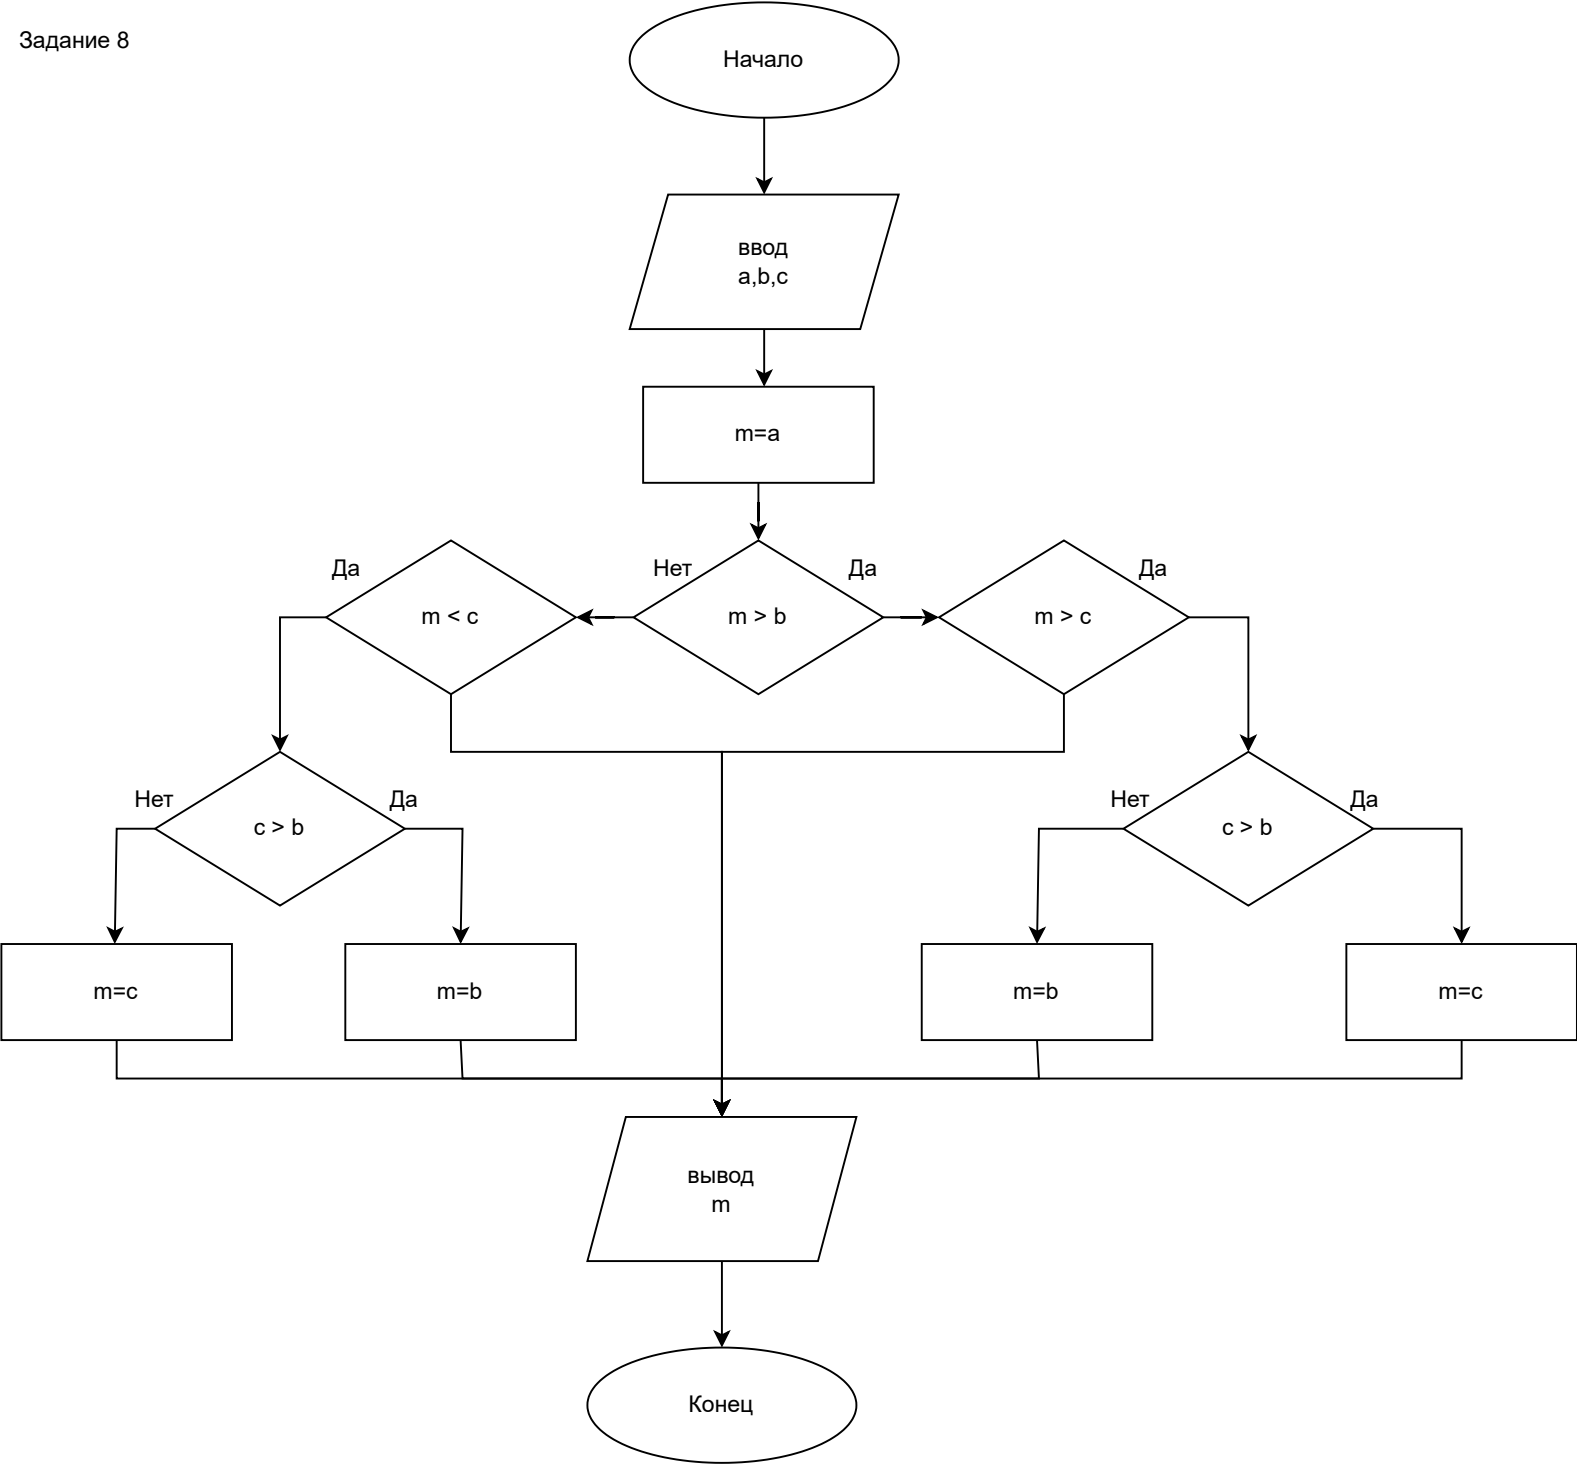 Задание 8
Начало
ввод
a,b,c
m=a
Да
Нет
Да
Да
m < c
m > b
m > c
Нет
Да
Нет
Да
c > b
c > b
m=c
m=b
m=b
m=c
вывод
m
Конец